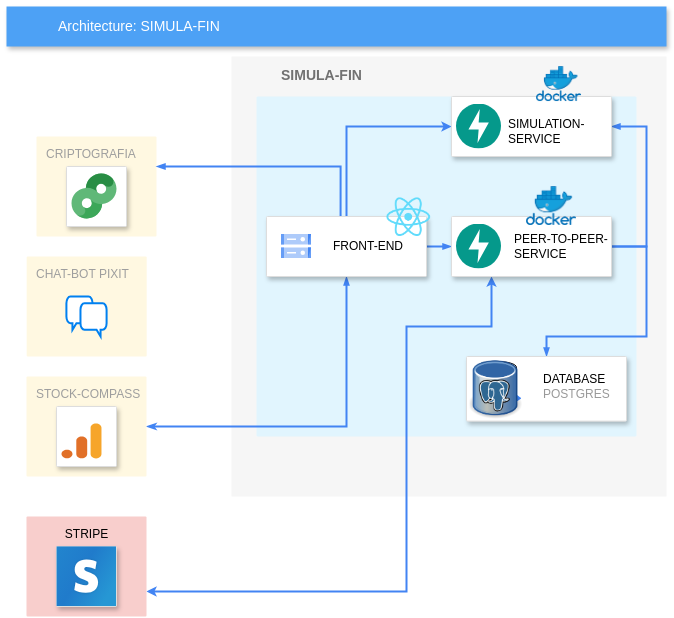 Architecture: SIMULA-FIN
SIMULA-FIN
docker
SIMULATION-
SERVICE
CRIPTOGRAFIA
docker
FRONT-END
PEER-TO-PEER-
SERVICE
CHAT-BOT PIXIT
DATABASE
POSTGRES
STOCK-COMPASS
STRIPE
S